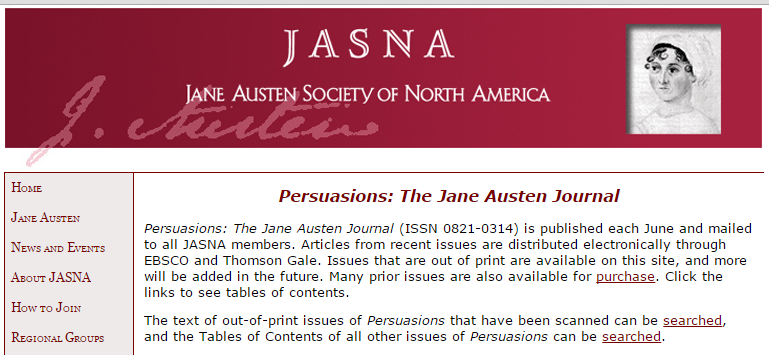 JASNA
JANE AUSTEN SOCIETY OF NORTH AMERICA
J. Austen
HOME
JANE AUSTEN
NEWS AND EVENTS
ABOUT JASNA
HOW TO JOIN
REGIONAL GROUPS
Persuasions: The Jane Austen Journal
Persuasions: The Jane Austen Journal (ISSN 0821-0314) is published each June and mailed
to all JASNA members. Articles from recent issues are distributed electronically through
EBSCO and Thomson Gale. Issues that are out of print are available on this site, and more
will be added in the future. Many prior issues are also available for purchase. Click the
links to see tables of contents.
The text of out-of-print issues of Persuasions that have been scanned can be searched,
and the Tables of Contents of all other issues of Persuasions can be searched.